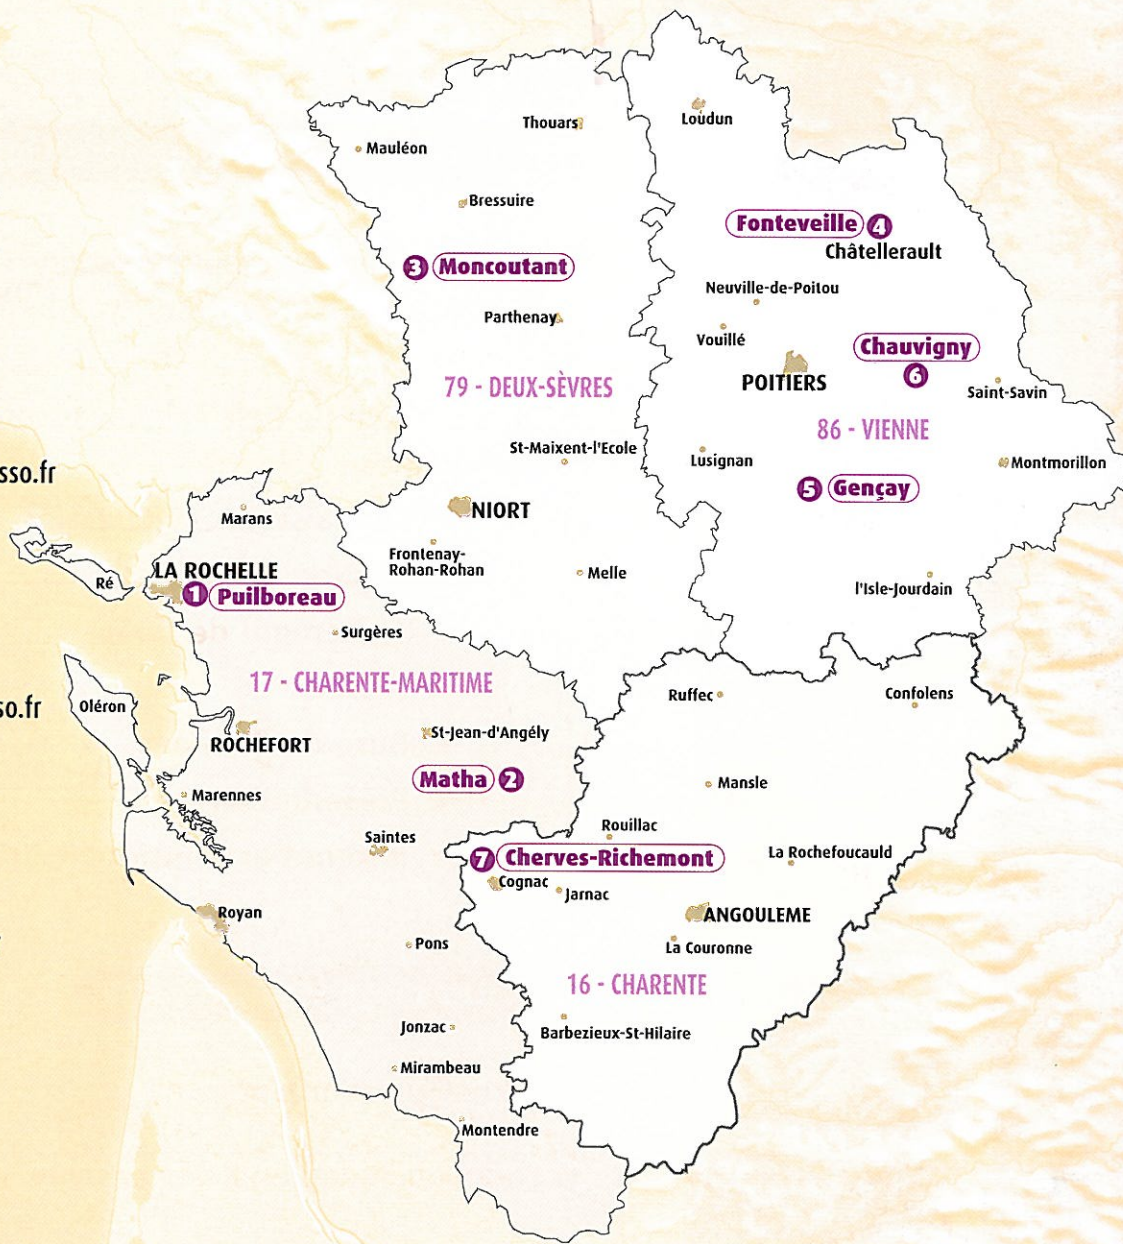 Loudun
Thouars
Mauléon
Bressuire
Fonteveille 4
Châtellerault
3 Moncoutant
Neuville-de-Poitou
Parthenay
Vouillé
Chauvigny
6
POITIERS
79 - DEUX-SÈVRES
Saint-Savin
86 - VIENNE
St-Maixent-l'Ecole
Lusignan
Montmorillon
sso.fr
5 Gençay
NIORT
Marans
Frontenay-
Rohan-Rohan
Melle
LA ROCHELLE
Ré
1 Puilboreau
l'Isle-Jourdain
Surgères
17 - CHARENTE-MARITIME
Ruffec
Confolens
Oléron
so.fr
St-Jean-d'Angély
ROCHEFORT
Matha 2
Mansle
Marennes
Rouillac
Saintes
La Rochefoucauld
7 Cherves-Richemont
Cognac
Jarnac
Royan
ANGOULEME
Pons
La Couronne
16 - CHARENTE
Jonzac
Barbezieux-St-Hilaire
Mirambeau
Montendre